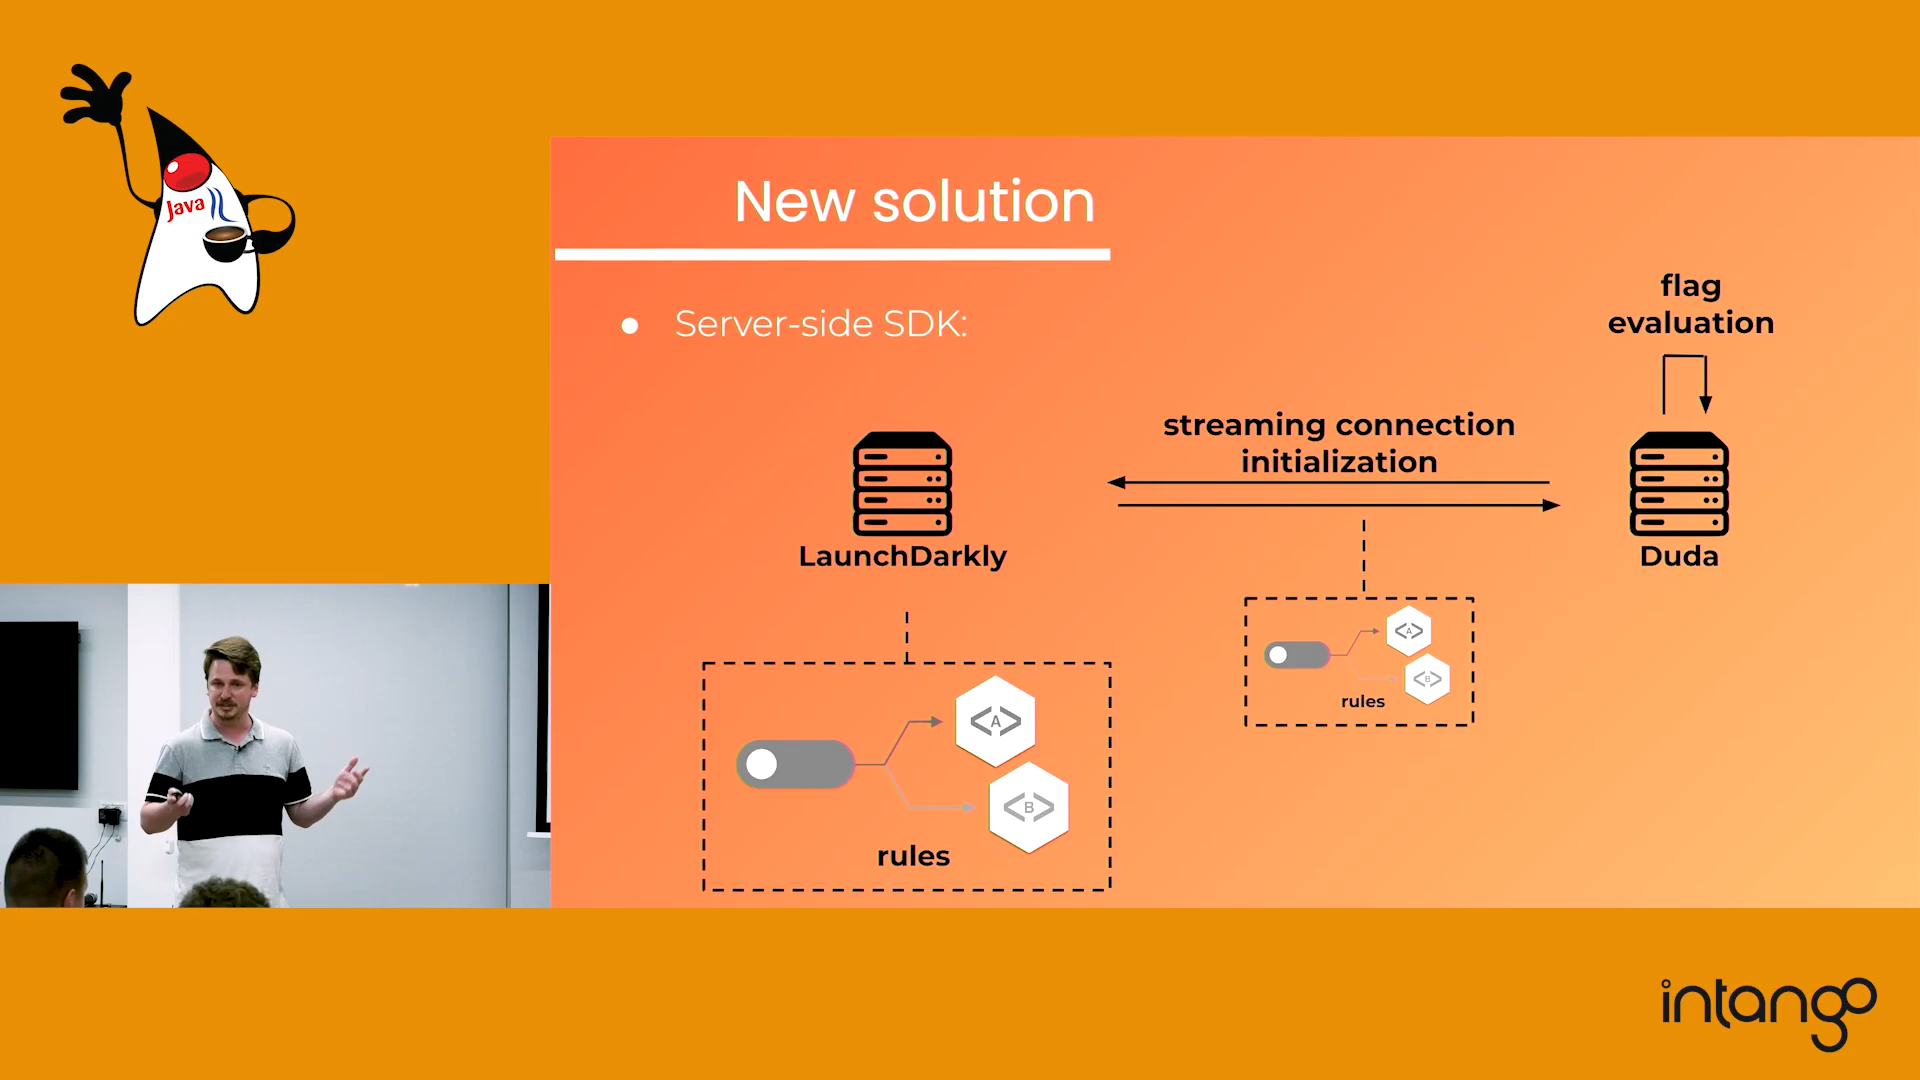 Java
New solution
Server-side SDK:
flag
evaluation
streaming connection
initialization
LaunchDarkly
Duda
<A>
<B>
rules
<A>
<B>
rules
intango